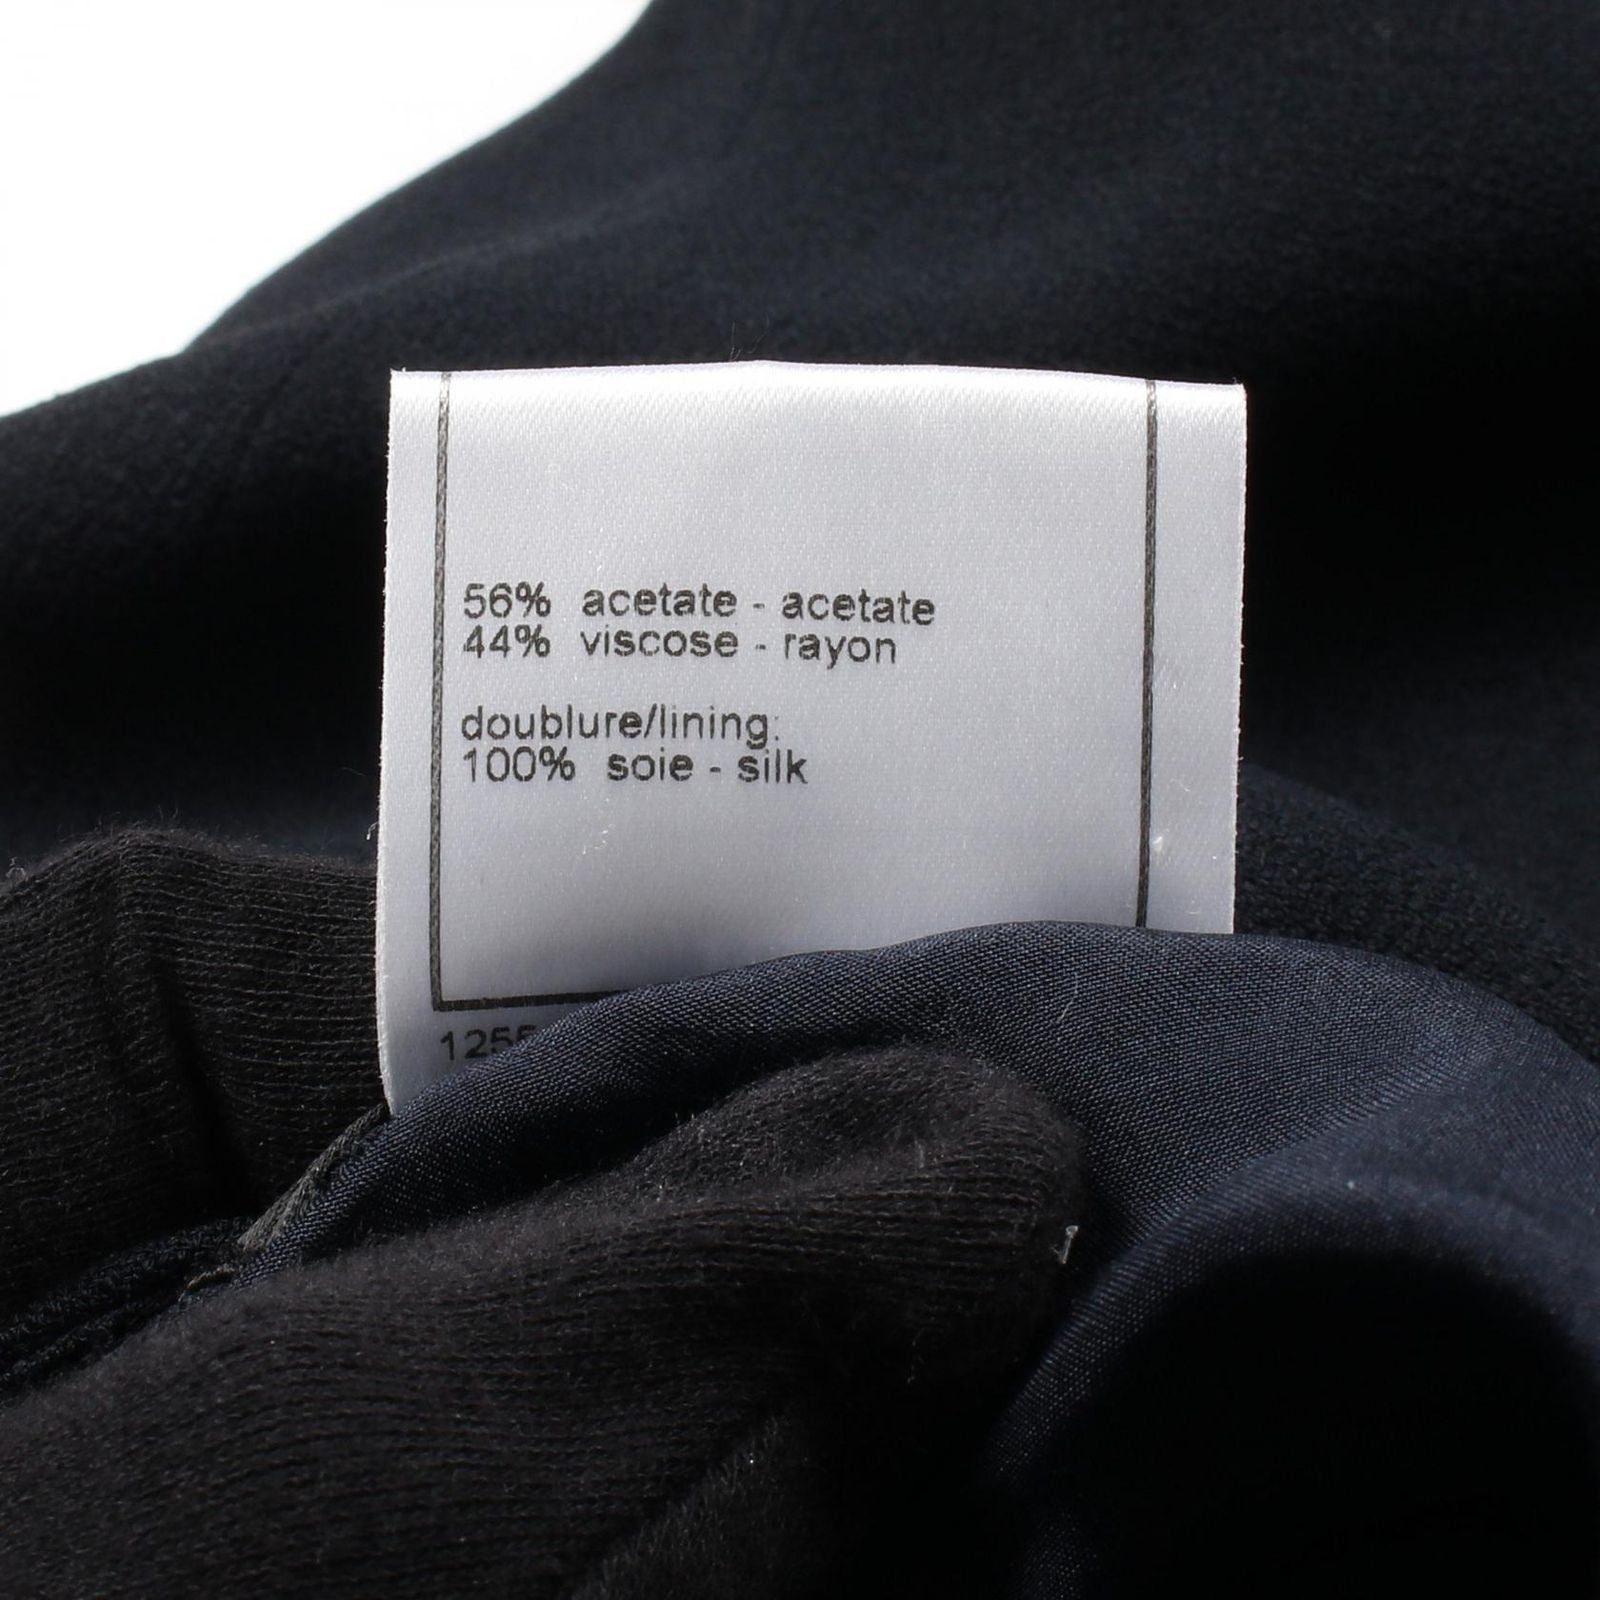 56% acetate - acetate
44% viscose - rayon
doublure/lining:
100% soie - silk